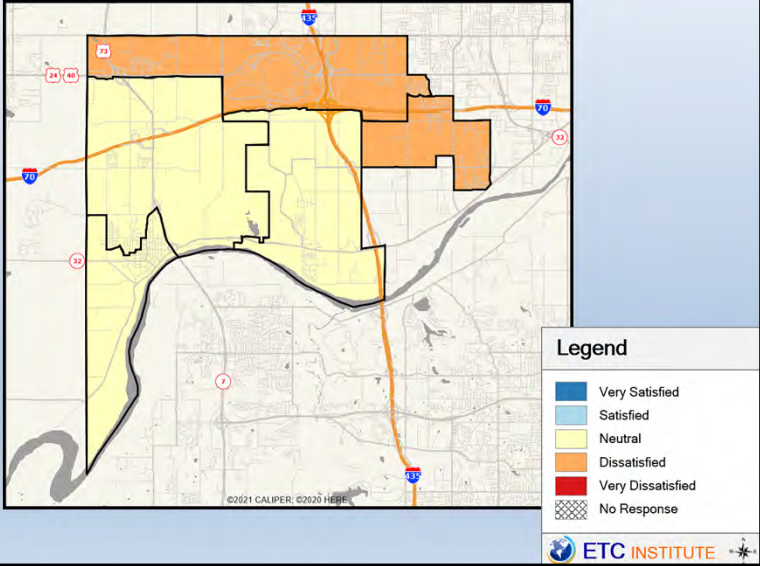 435
73
24 40
70
32
70
32
7
435
©2021 CALIPER; ©2020 HERE
Legend
Very Satisfied
Satisfied
Neutral
Dissatisfied
Very Dissatisfied
No Response
ETC INSTITUTE